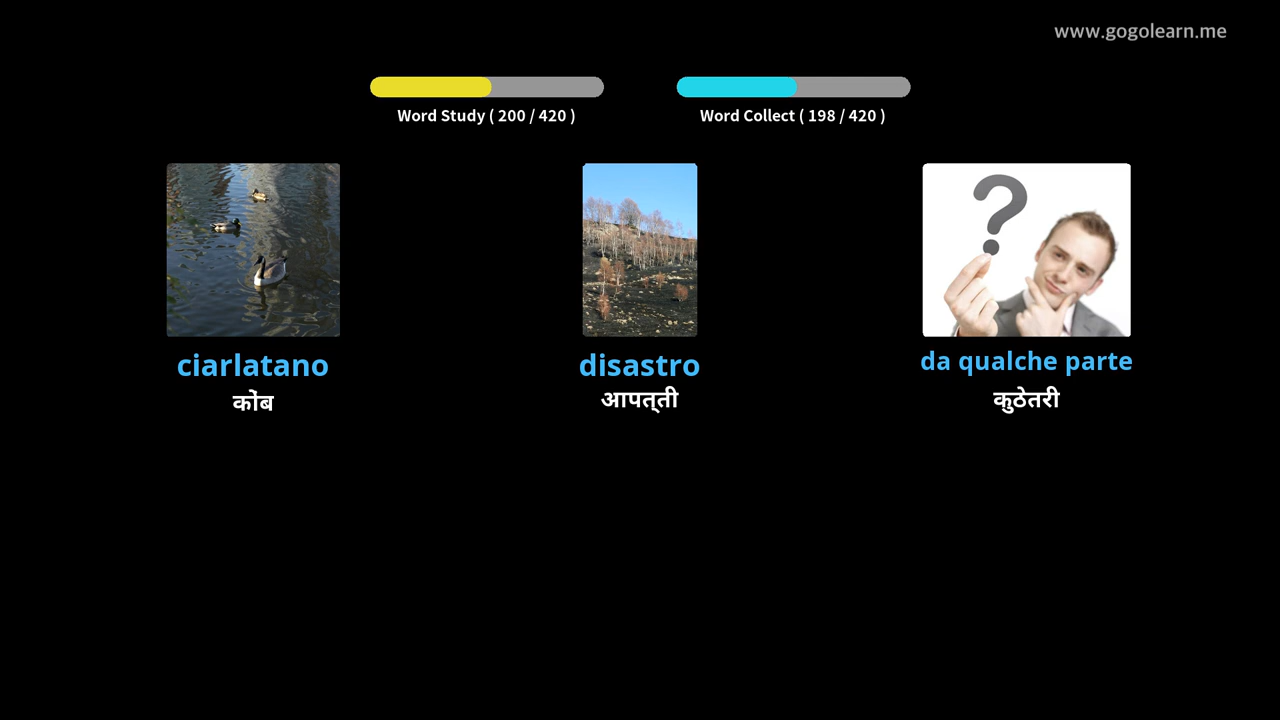 www.gogolearn.me
Word Study ( 200 / 420 )
Word Collect ( 198 / 420 )
ciarlatano
disastro
da qualche parte
कोंब
आपत्ती
कुठेतरी